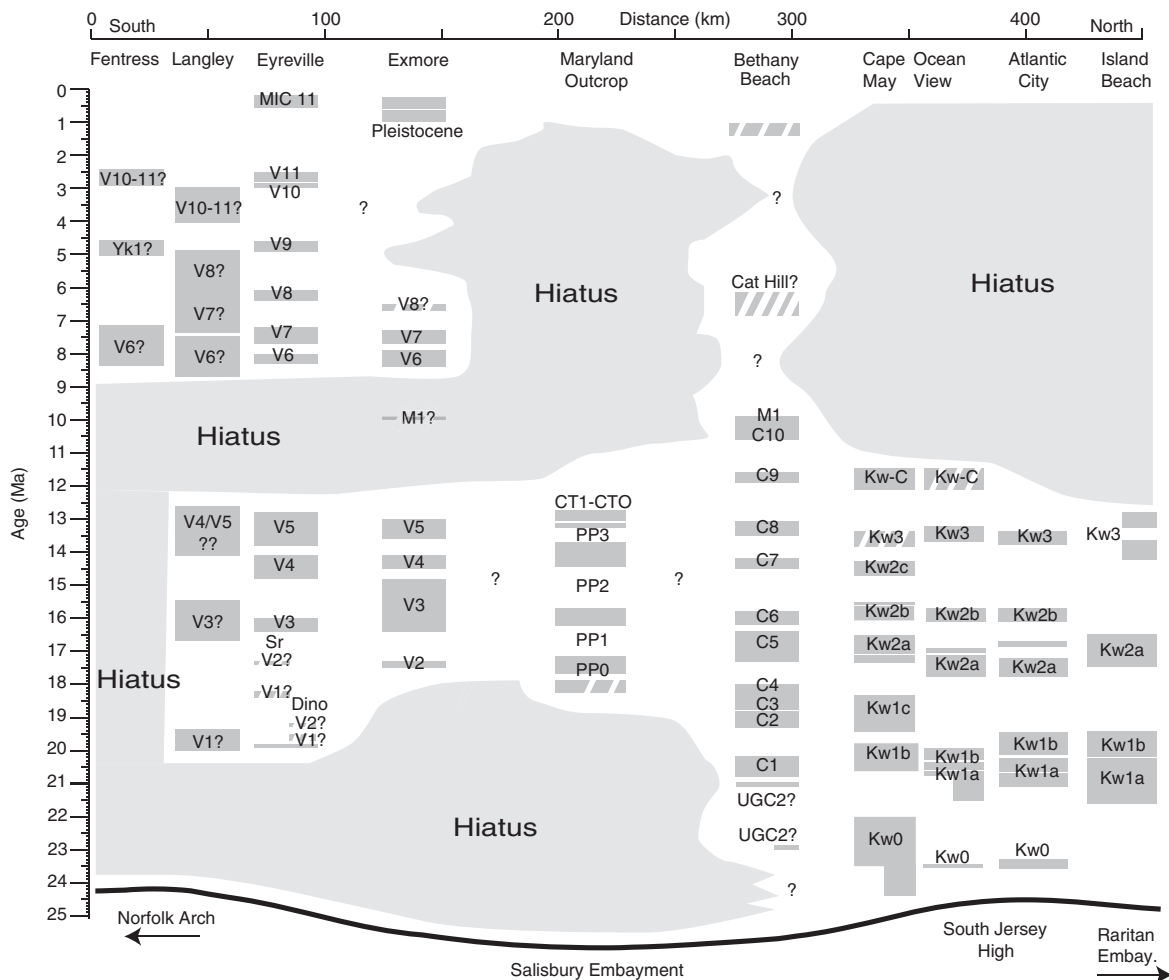 0 100 200 Distance (km) 300 400
South North
Fentress Langley Eyreville Exmore Maryland Outcrop Bethany Beach Cape May Ocean View Atlantic City Island Beach
Age (Ma)
0
1
2
3
4
5
6
7
8
9
10
11
12
13
14
15
16
17
18
19
20
21
22
23
24
25
V10-11?
Yk1?
V6?
Hiatus
V10-11?
V8?
V7?
V6?
Hiatus
V4/V5
??
V3?
V1?
MIC 11
V11
V10
V9
V8
V7
V6
V5
V4
V3
Sr
V2?
V1?
Dino
V2?
V1?
?
Pleistocene
V8?
V7
V6
M1?
V5
V4
V3
V2
?
Hiatus
CT1-CTO
PP3
PP2
PP1
PP0
Hiatus
?
?
Cat Hill?
?
M1
C10
C9
C8
C7
C6
C5
C4
C3
C2
C1
UGC2?
UGC2?
?
Hiatus
Kw-C
Kw3
Kw2c
Kw2b
Kw2a
Kw1c
Kw1b
Kw0
Kw-C
Kw3
Kw2b
Kw2a
Kw1b
Kw1a
Kw0
Kw3
Kw2b
Kw2a
Kw1b
Kw1a
Kw0
Kw3
Kw2a
Kw1b
Kw1a
Norfolk Arch
Salisbury Embayment
South Jersey
High
Raritan
Embay.